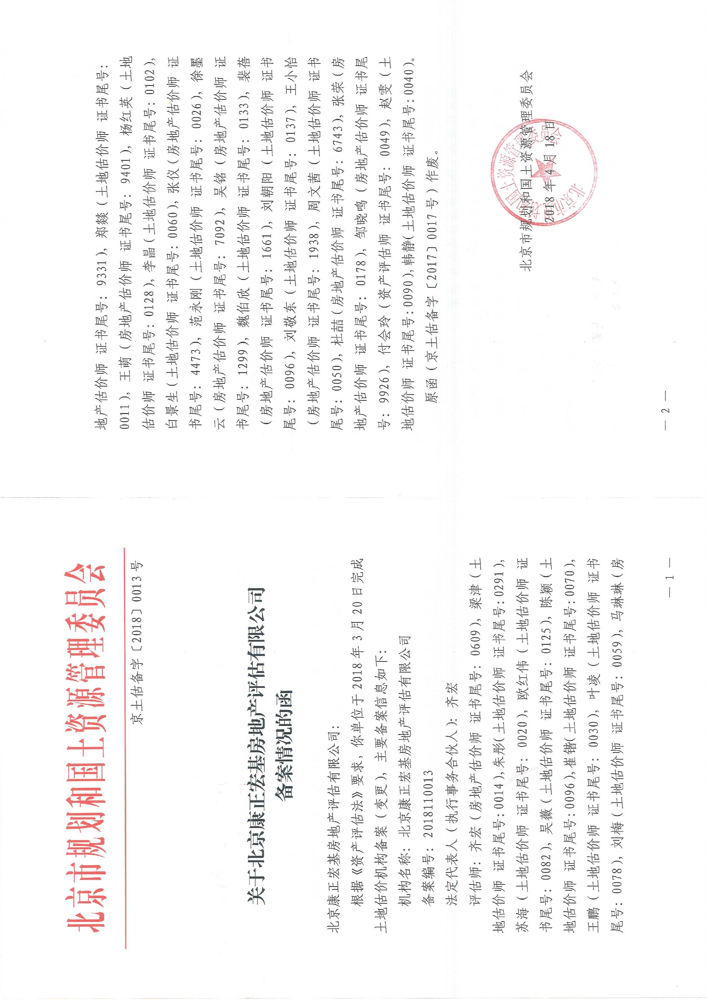 北京市规划和国土资源管理委员会
京土估备字〔2018〕0013号
关于北京康正宏基房地产评估有限公司
备案情况的函
北京康正宏基房地产评估有限公司：
根据《资产评估法》要求，你单位于2018年3月20日完成
土地估价机构备案（变更），主要备案信息如下：
机构名称：北京康正宏基房地产评估有限公司
备案编号：2018110013
法定代表人（执行事务合伙人）：齐宏
评估师：齐宏（房地产估价师 证书尾号：0609），梁津（土
地估价师 证书尾号:0014),朱彤(土地估价师 证书尾号:0291),
苏海（土地估价师 证书尾号：0020），欧红伟（土地估价师 证
书尾号：0082），吴薇（土地估价师 证书尾号：0125），陈颖（土
地估价师 证书尾号:0096),崔锴(土地估价师 证书尾号:0070),
王鹏（土地估价师 证书尾号：0030），叶凌（土地估价师 证书
尾号：0078），刘梅（土地估价师 证书尾号：0059），马琳琳（房
— 1 —
地产估价师 证书尾号：9331），郑燚（土地估价师 证书尾号：
0011），王萌（房地产估价师 证书尾号：9401），杨红英（土地
估价师 证书尾号:0128),李晶(土地估价师 证书尾号:0102),
白景生(土地估价师 证书尾号:0060),张仪(房地产估价师 证
书尾号：4473），范永刚（土地估价师 证书尾号：0026），徐墨
云（房地产估价师 证书尾号：7092），吴铭（房地产估价师 证
书尾号：1299），魏伯欣（土地估价师 证书尾号：0133），裴蓓
（房地产估价师 证书尾号：1661），刘朝阳（土地估价师 证书
尾号：0096），刘敬东（土地估价师 证书尾号：0137），王小怡
（房地产估价师 证书尾号：1938），周文茜（土地估价师 证书
尾号：0050），杜喆（房地产估价师 证书尾号：6743），张荣（房
地产估价师 证书尾号：0178），邹晓鸣（房地产估价师 证书尾
号：9926），付会玲（资产评估师 证书尾号：0049），赵雯（土
地估价师 证书尾号:0090),韩静(土地估价师 证书尾号:0040)。
原函（京土估备字〔2017〕0017号）作废。
北京市规划和国土资源管理委员会
2018年4月18日
北京市规划和国土资源管理委员会
— 2 —